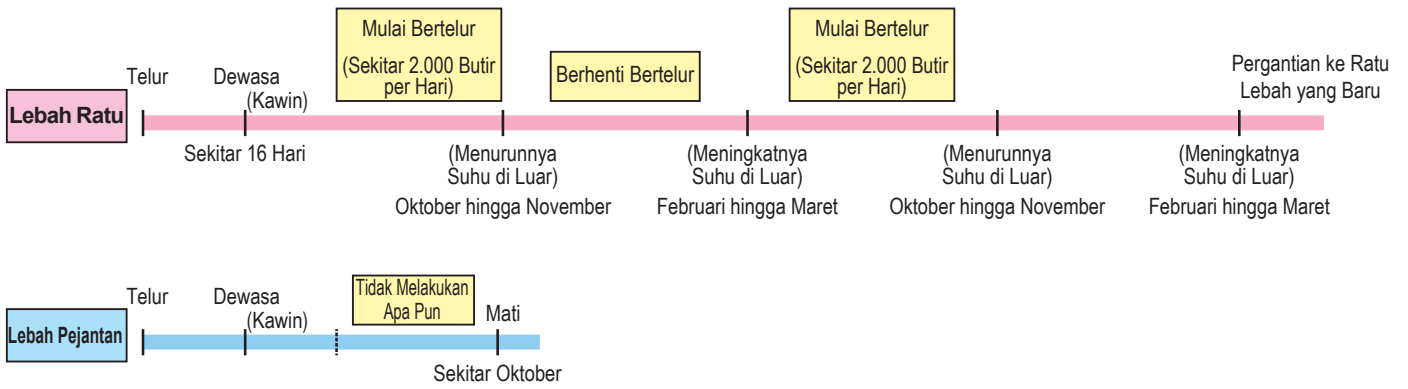 Mulai Bertelur
(Sekitar 2.000 Butir
per Hari)
Berhenti Bertelur
Mulai Bertelur
(Sekitar 2.000 Butir
per Hari)
Telur
Dewasa
(Kawin)
Pergantian ke Ratu
Lebah yang Baru
Lebah Ratu
Sekitar 16 Hari
(Menurunnya
Suhu di Luar)
Oktober hingga November
(Meningkatnya
Suhu di Luar)
Februari hingga Maret
(Menurunnya
Suhu di Luar)
Oktober hingga November
(Meningkatnya
Suhu di Luar)
Februari hingga Maret
Telur
Dewasa
(Kawin)
Tidak Melakukan
Apa Pun
Mati
Lebah Pejantan
Sekitar Oktober